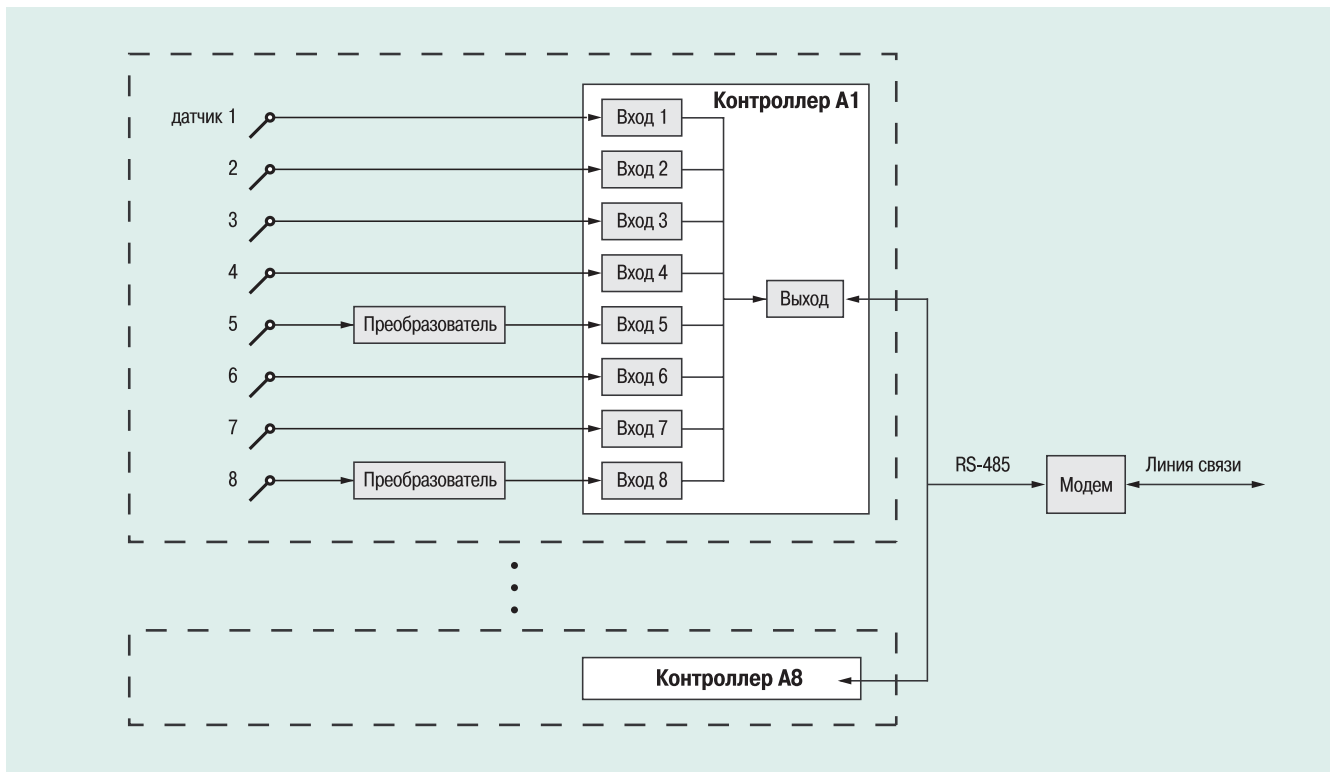 Контроллер А1
датчик 1
Вход 1
2
Вход 2
3
Вход 3
4
Вход 4
Выход
5
Преобразователь
Вход 5
6
Вход 6
7
Вход 7
8
Преобразователь
Вход 8
RS-485
Модем
Линия связи
Контроллер А8